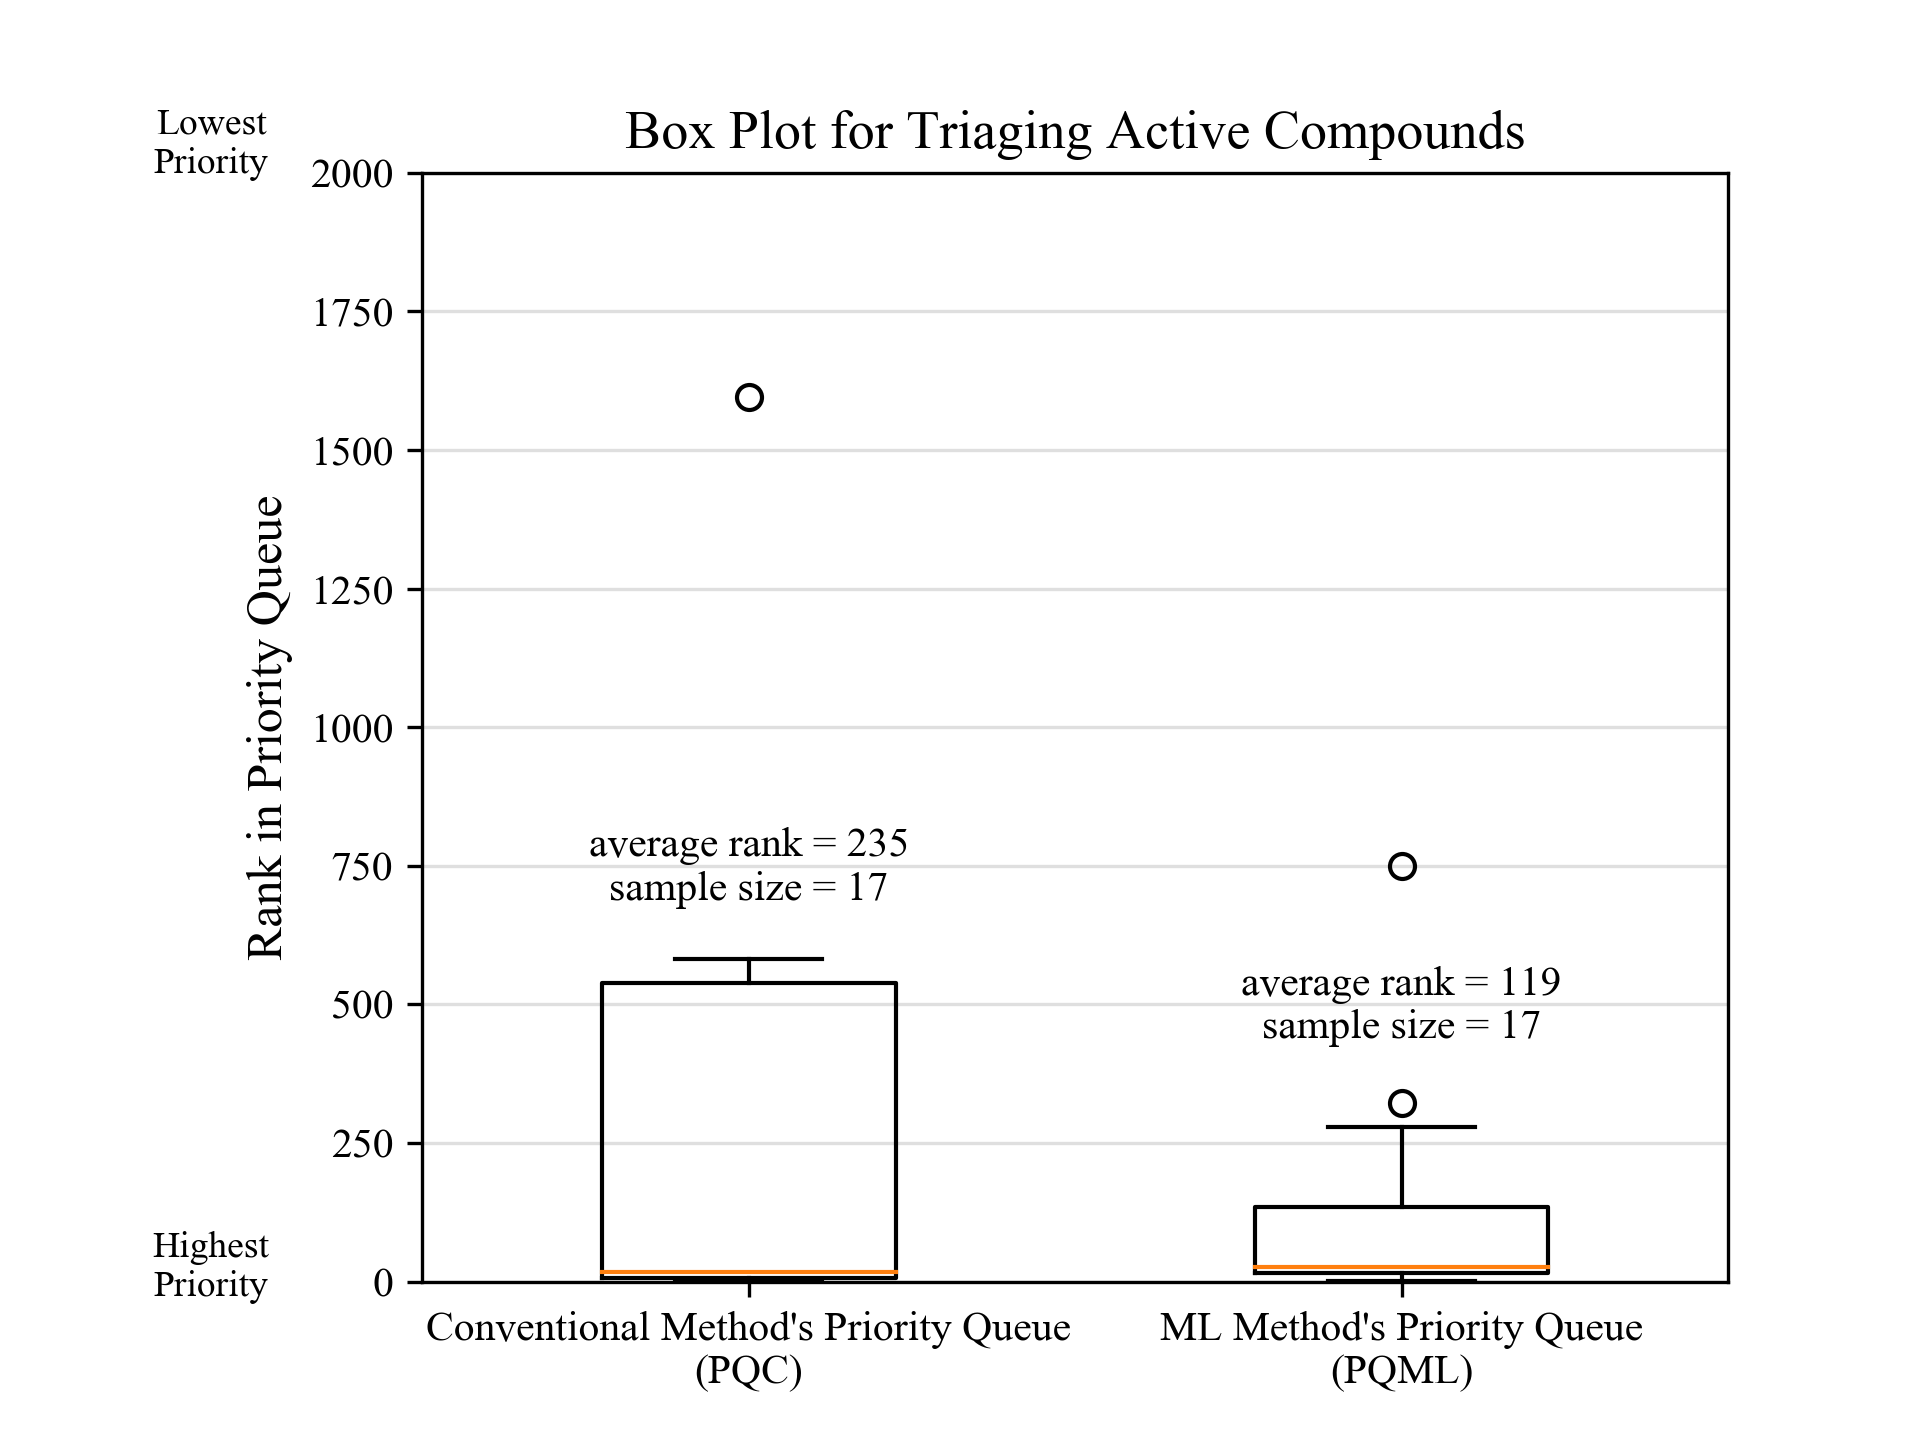 Box Plot for Triaging Active Compounds
Lowest
Priority
2000
1750
1500
1250
1000
750
500
250
0
Highest
Priority
Rank in Priority Queue
average rank = 235
sample size = 17
average rank = 119
sample size = 17
Conventional Method's Priority Queue
(PQC)
ML Method's Priority Queue
(PQML)